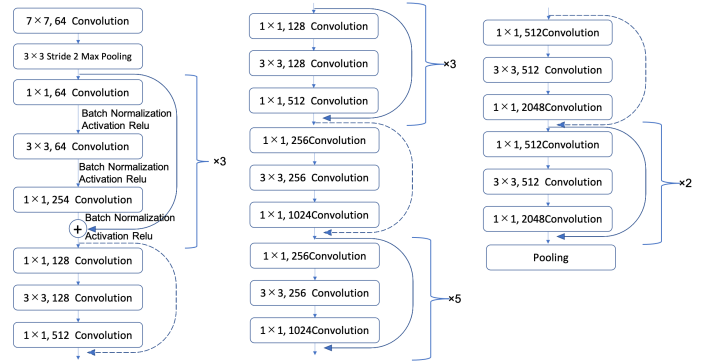 7×7, 64 Convolution
3×3 Stride 2 Max Pooling
1×1, 64 Convolution
Batch Normalization
Activation Relu
3×3, 64 Convolution
Batch Normalization
Activation Relu
1×1, 254 Convolution
Batch Normalization
+
Activation Relu
×3
1×1, 128 Convolution
3×3, 128 Convolution
1×1, 512 Convolution
1×1, 128 Convolution
3×3, 128 Convolution
1×1, 512 Convolution
×3
1×1, 256Convolution
3×3, 256 Convolution
1×1, 1024Convolution
1×1, 256Convolution
3×3, 256 Convolution
1×1, 1024Convolution
×5
1×1, 512Convolution
3×3, 512 Convolution
1×1, 2048Convolution
1×1, 512Convolution
3×3, 512 Convolution
1×1, 2048Convolution
×2
Pooling